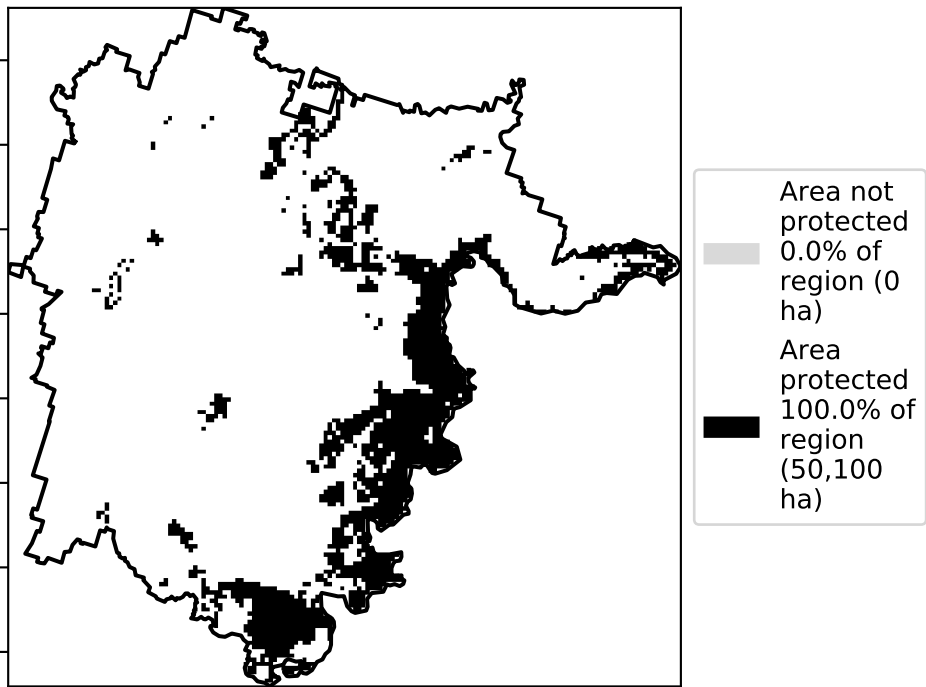 Area not
protected
0.0% of
region (0
ha)
Area
protected
100.0% of
region
(50,100
ha)